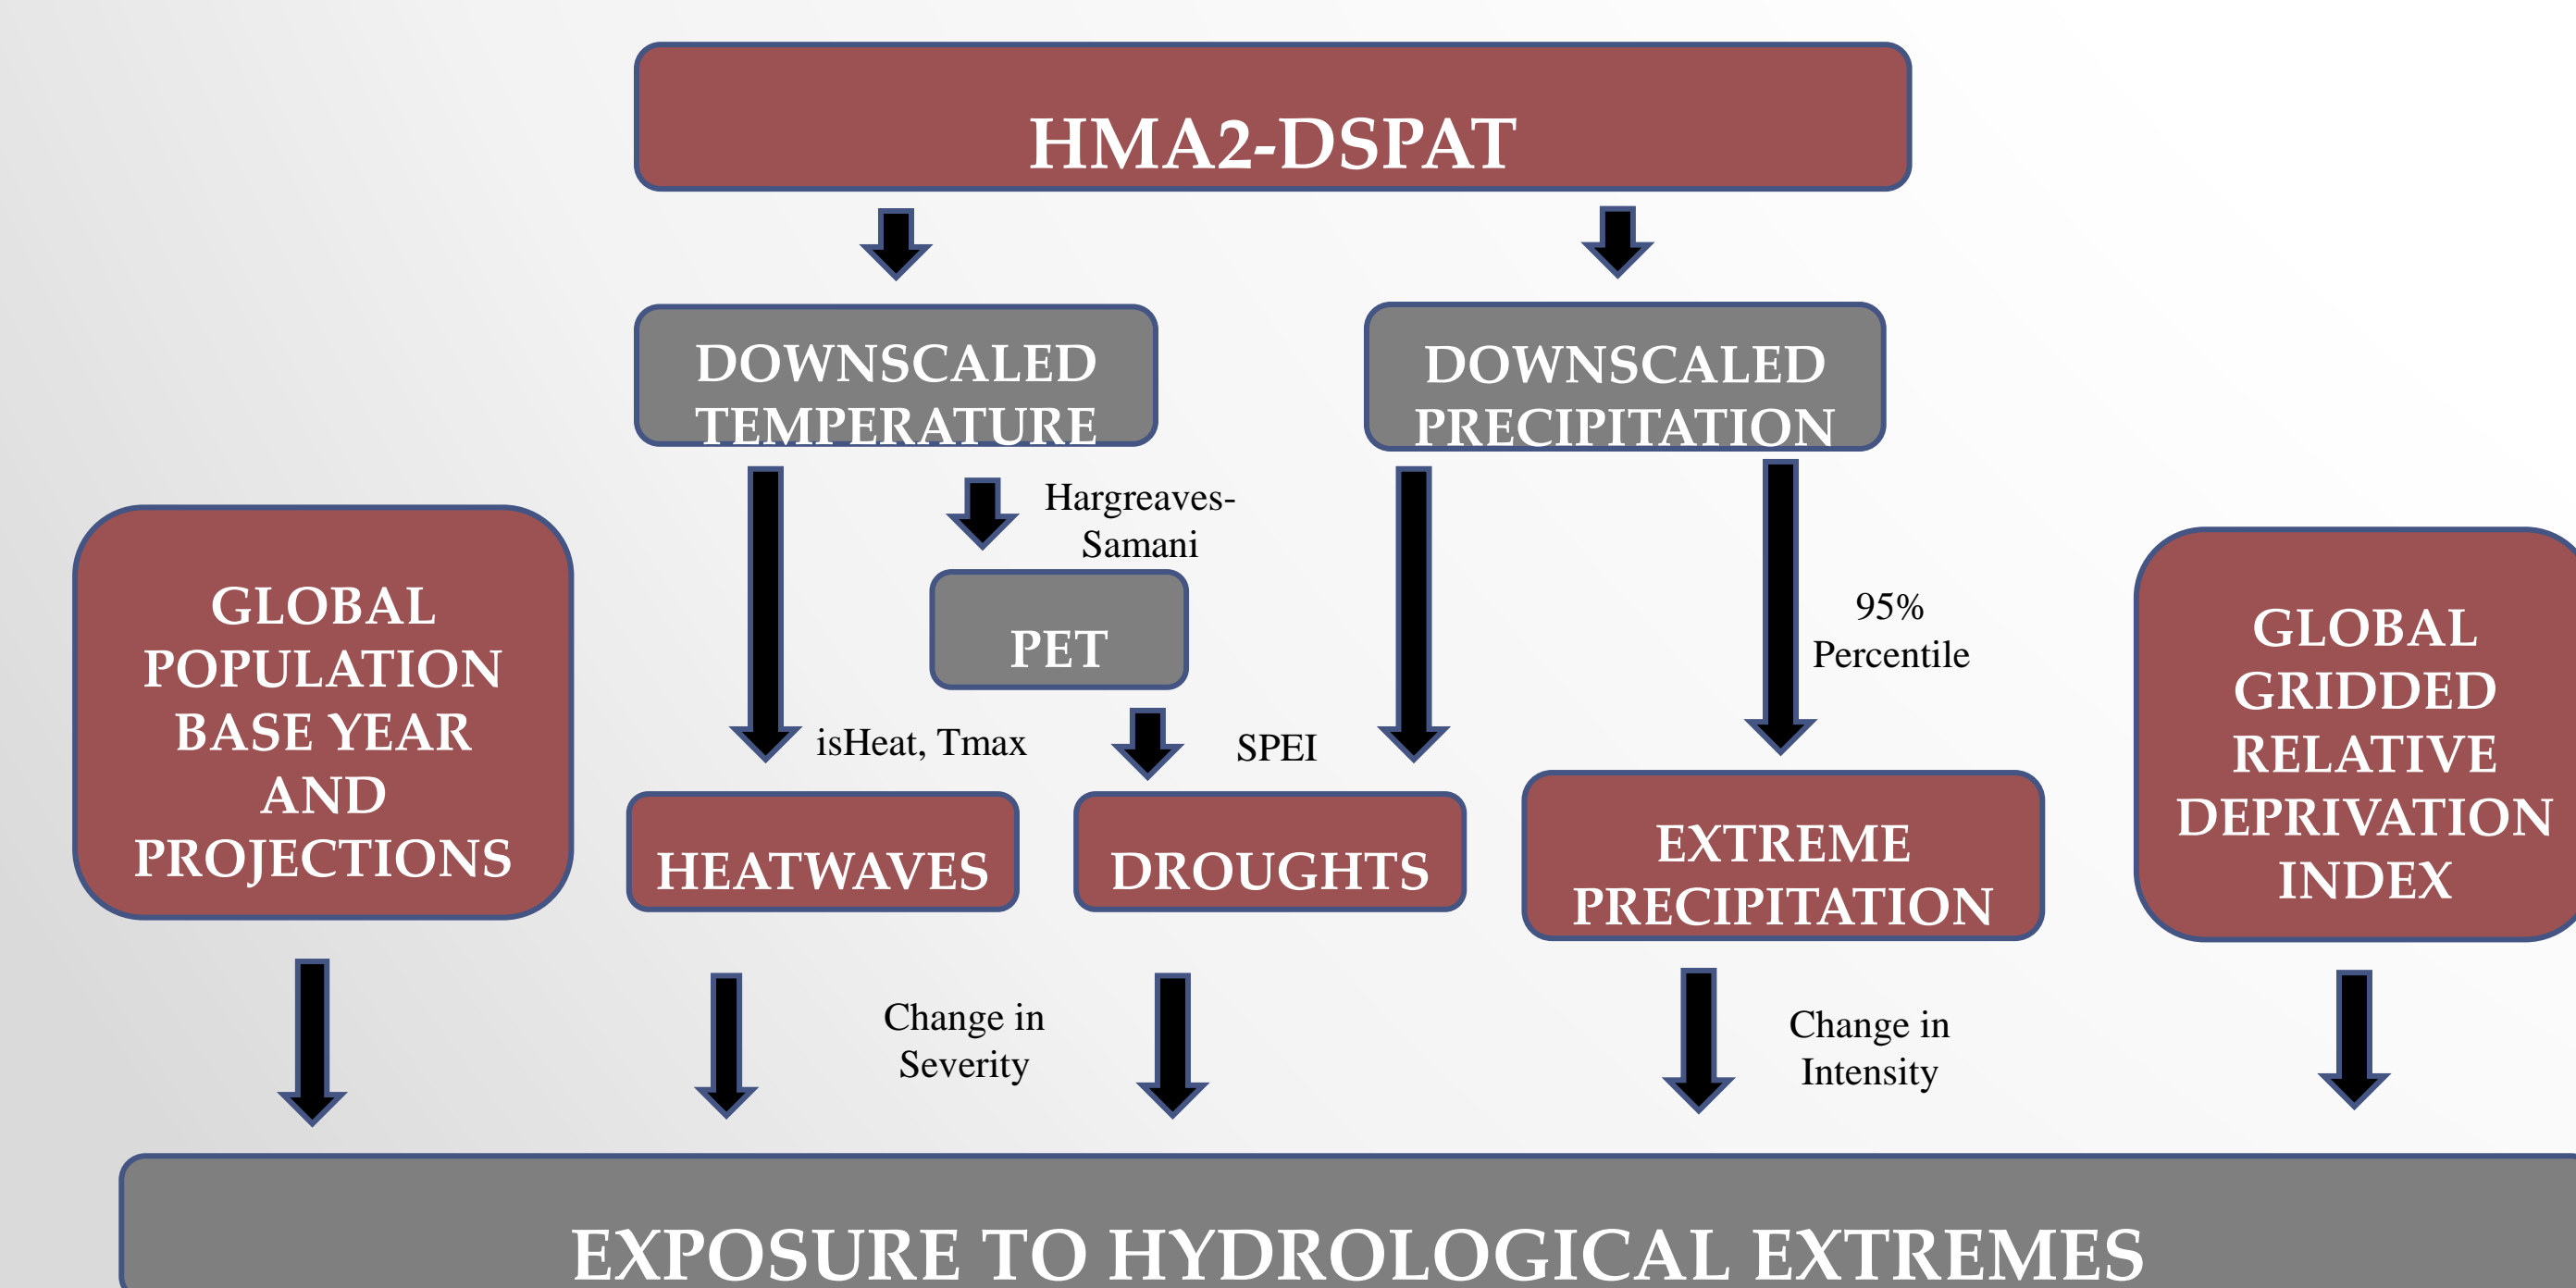 HMA2-DSPAT
DOWNSCALED
TEMPERATURE
DOWNSCALED
PRECIPITATION
Hargreaves-
Samani
PET
95%
Percentile
GLOBAL
POPULATION
BASE YEAR
AND
PROJECTIONS
GLOBAL
GRIDDED
RELATIVE
DEPRIVATION
INDEX
isHeat, Tmax
SPEI
HEATWAVES
DROUGHTS
EXTREME
PRECIPITATION
Change in
Severity
Change in
Intensity
EXPOSURE TO HYDROLOGICAL EXTREMES